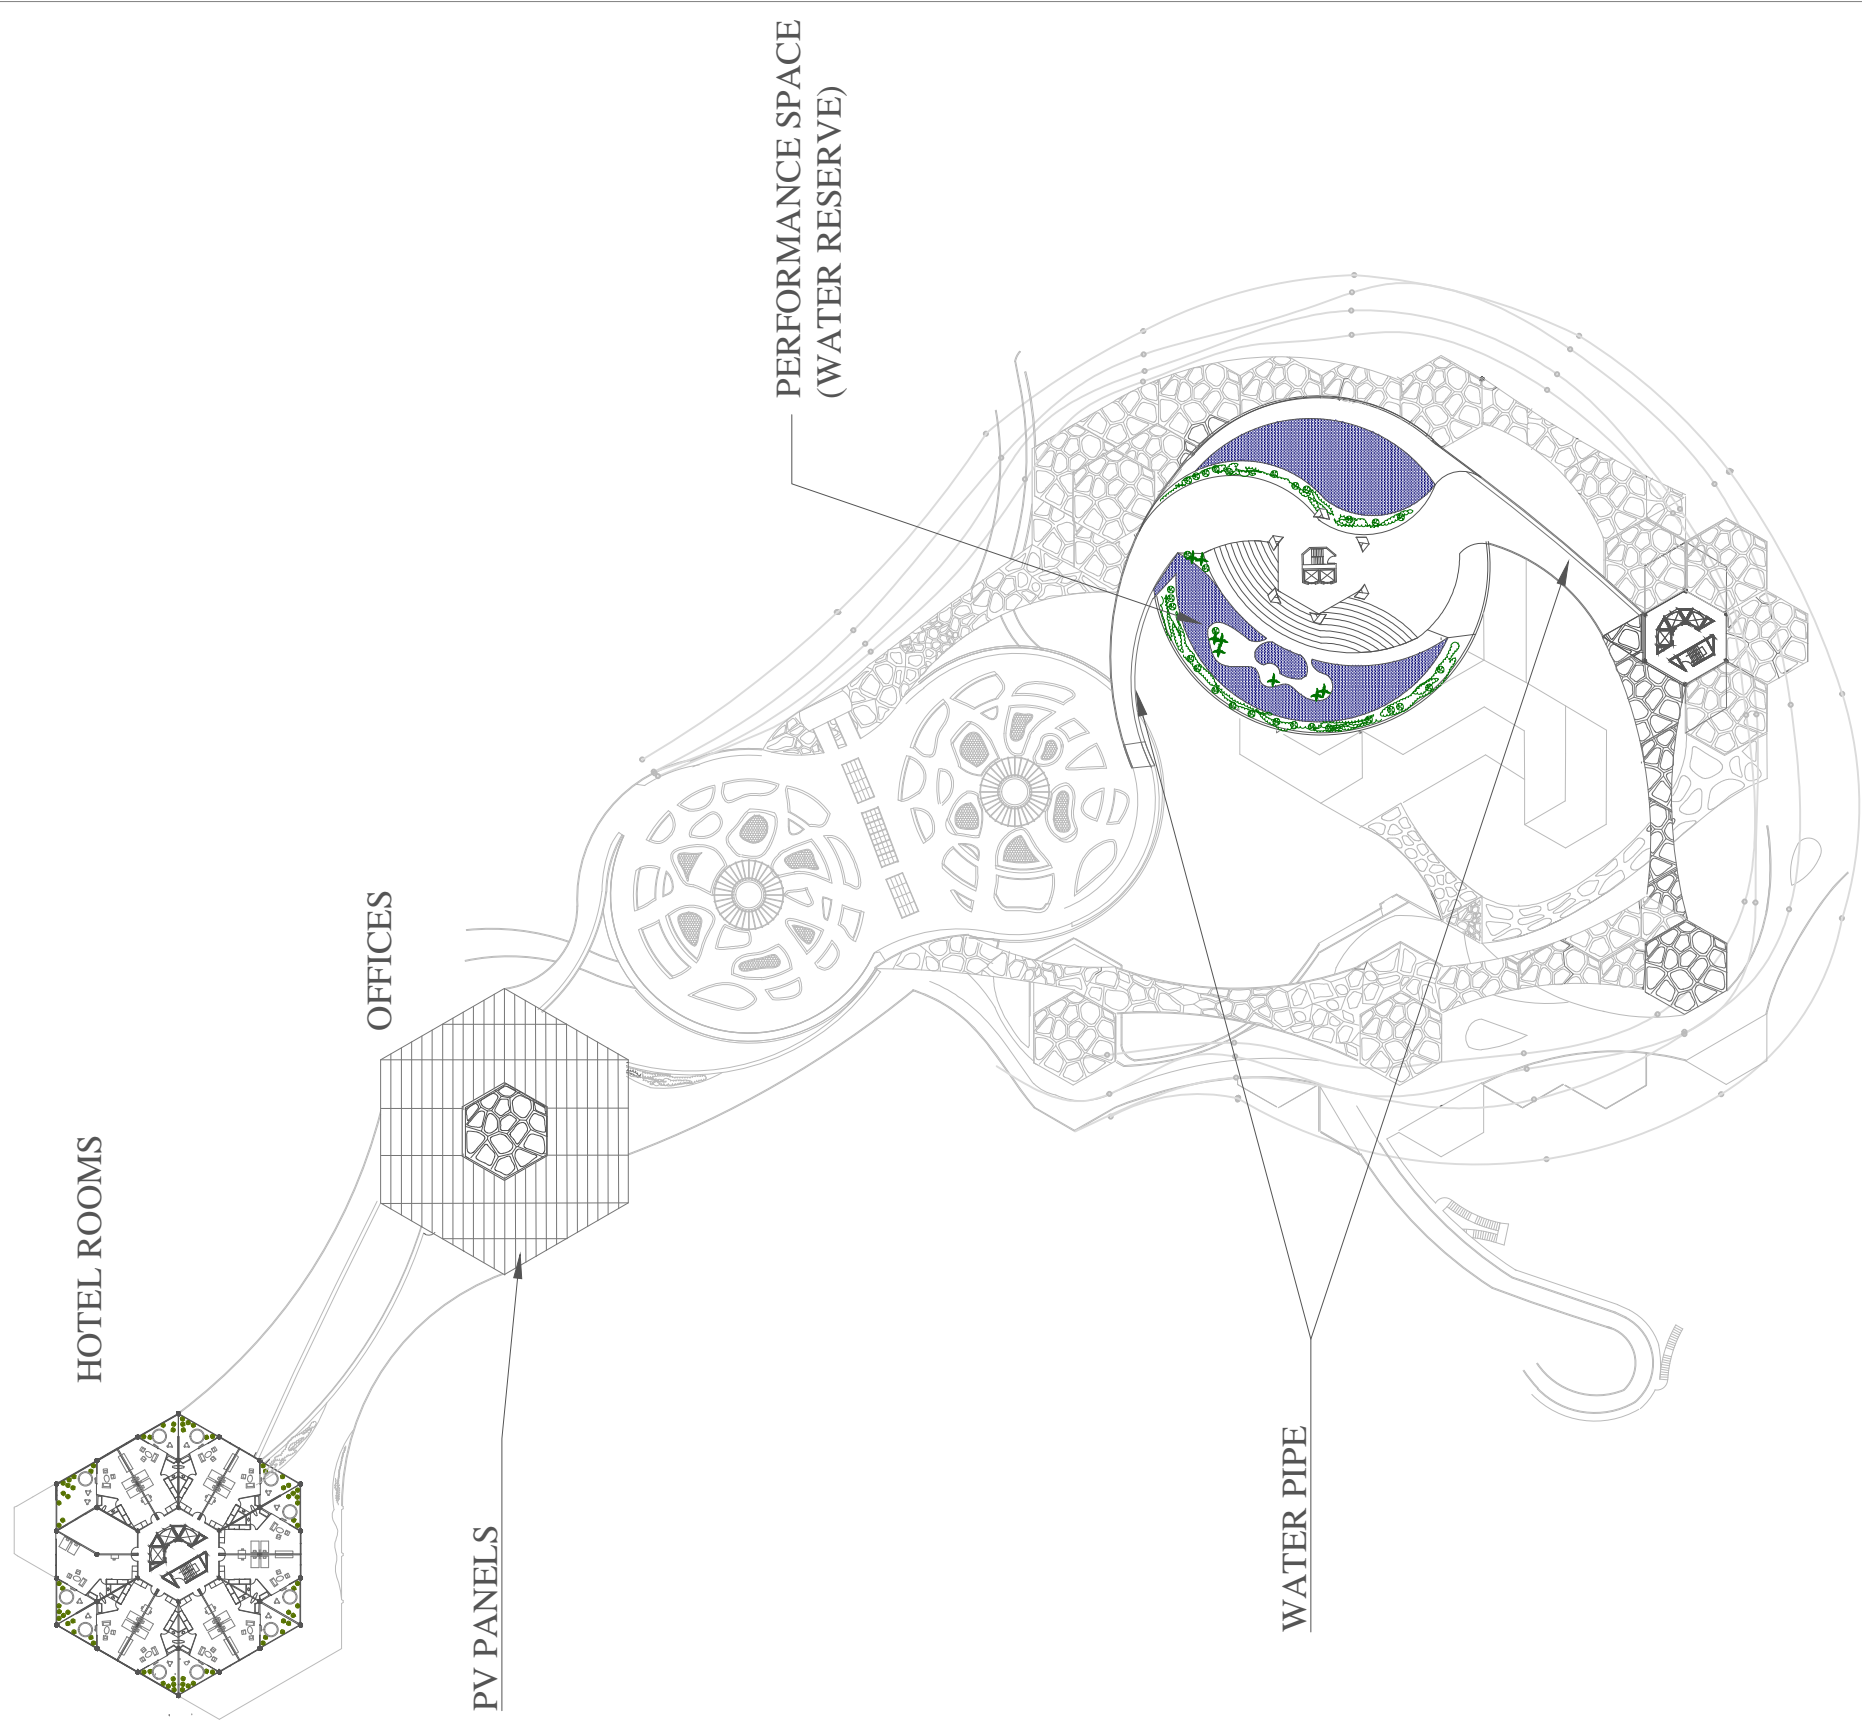 PERFORMANCE SPACE
(WATER RESERVE)
OFFICES
HOTEL ROOMS
PV PANELS
WATER PIPE